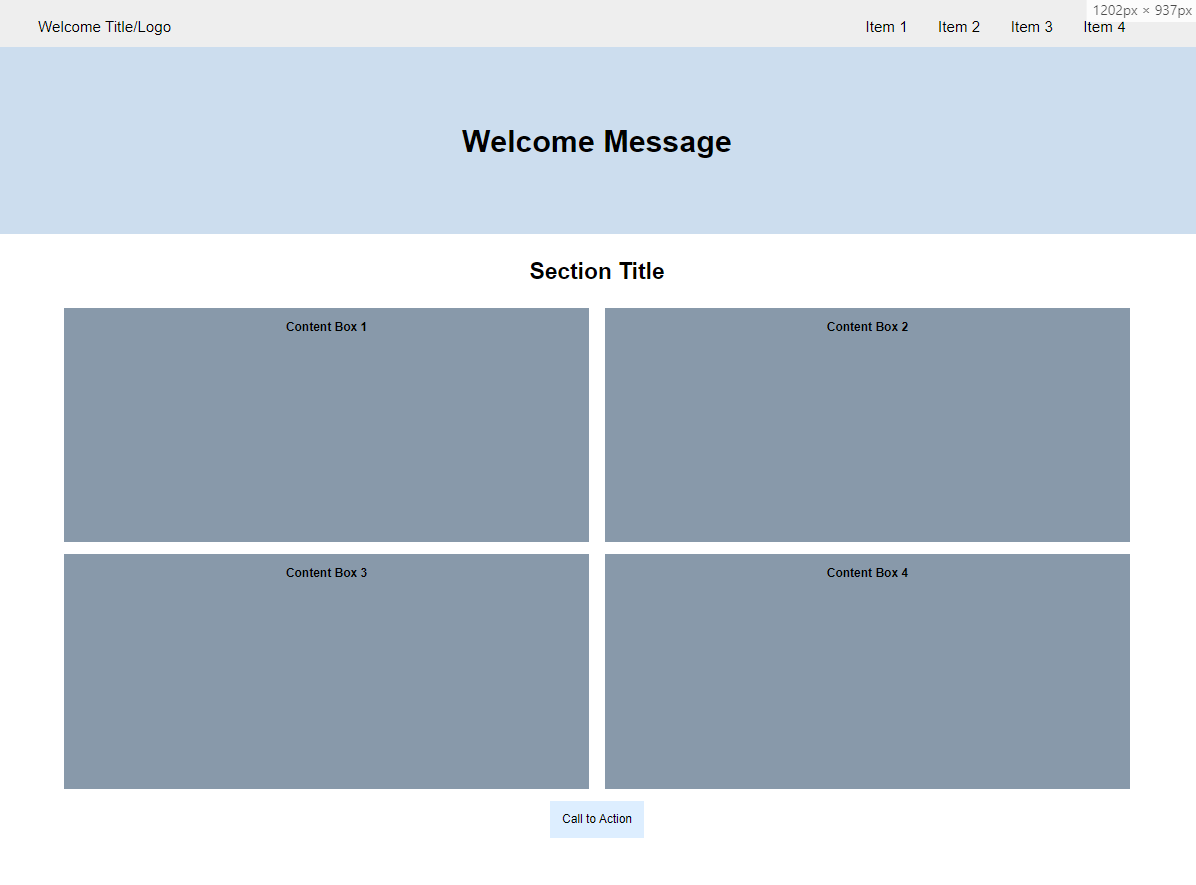 Welcome Title/Logo Item 1 Item 2 Item 3 Item 4
1202px × 937px
Welcome Message
Section Title
Content Box 1 Content Box 2
Content Box 3 Content Box 4
Call to Action